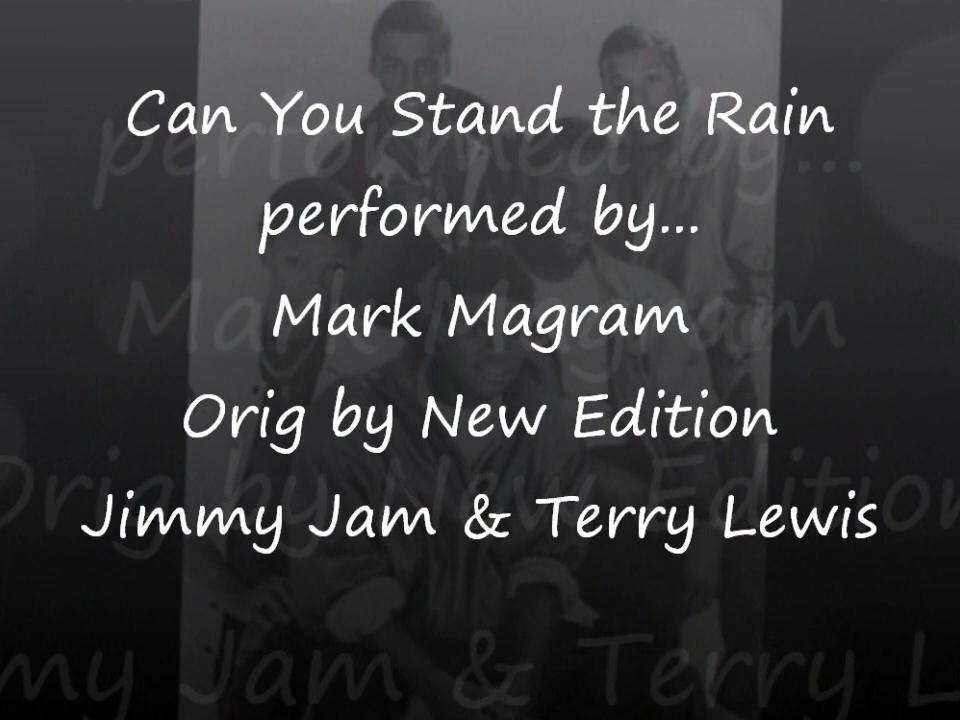 Can You Stand the Rain
performed by...
Mark Magram
Orig by New Edition
Jimmy Jam & Terry Lewis